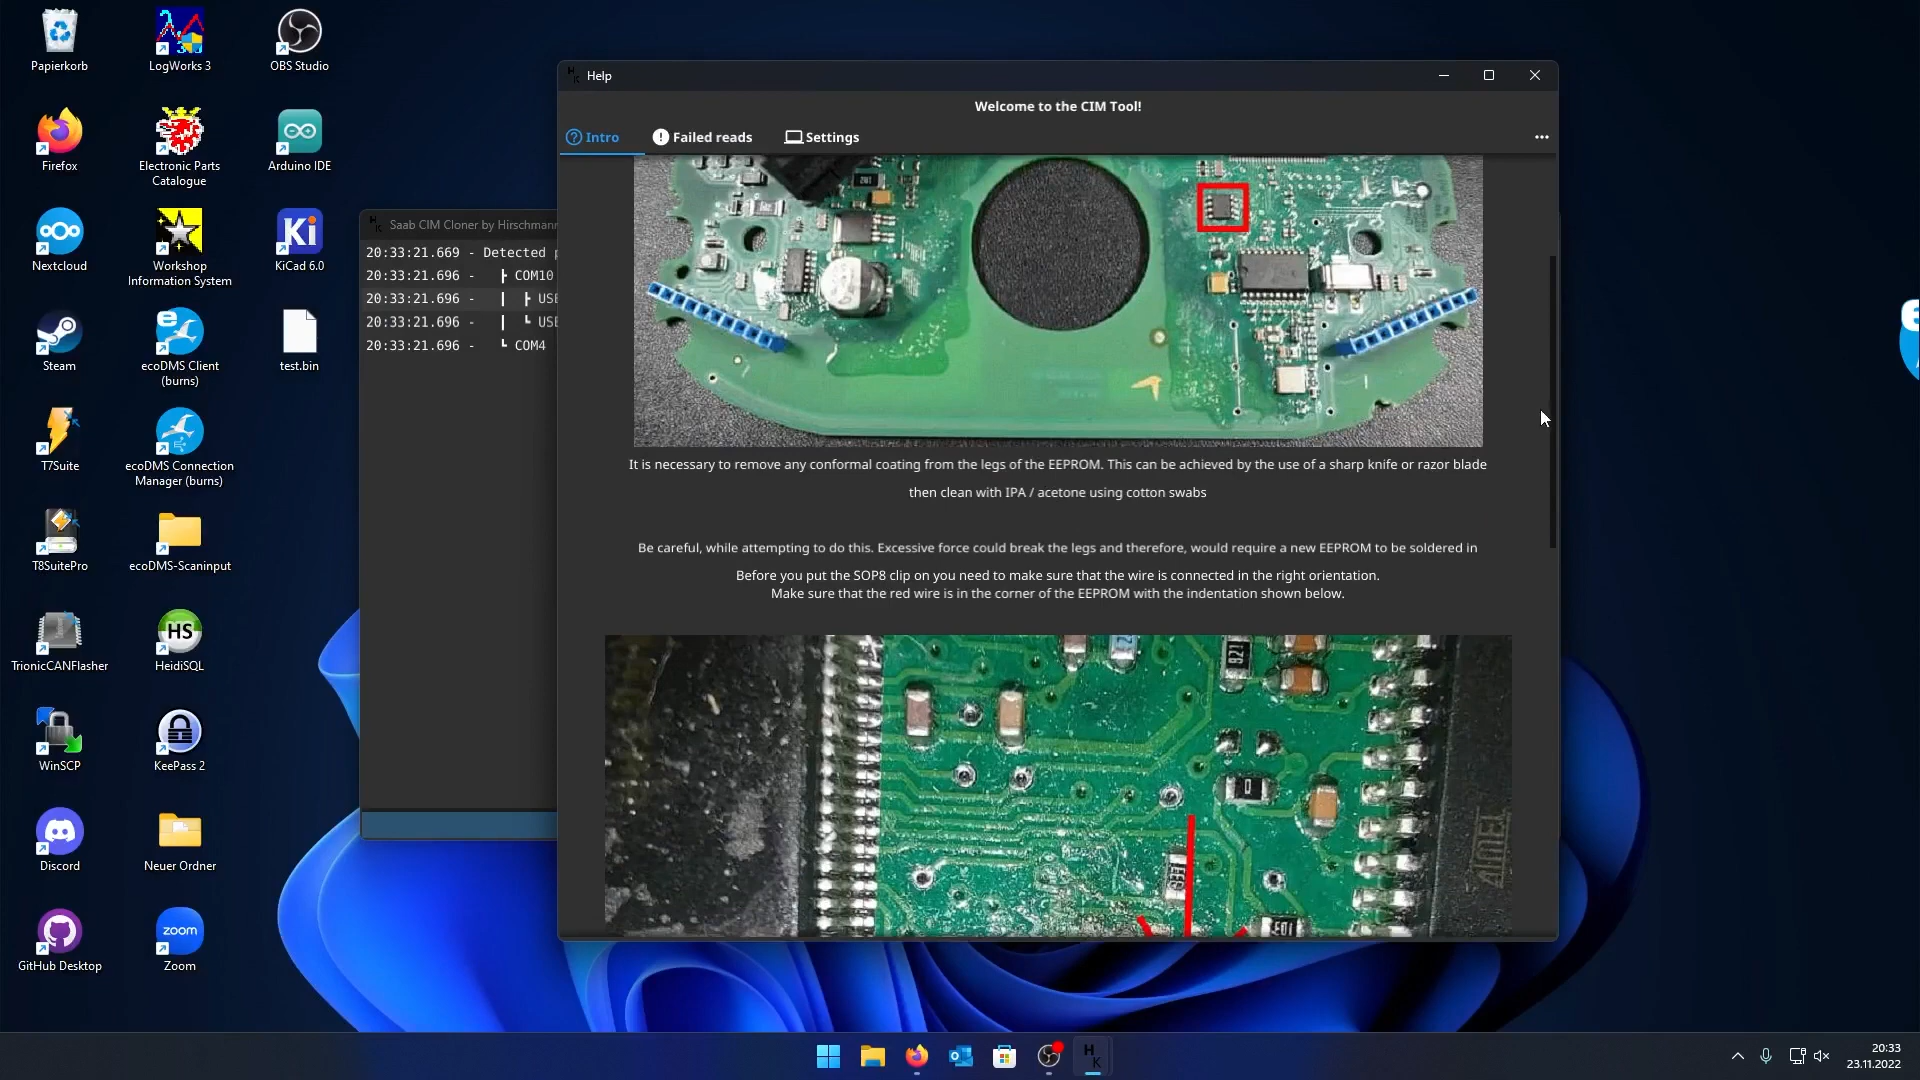 Papierkorb
LogWorks 3
OBS Studio
Firefox
Electronic Parts
Catalogue
Arduino IDE
Nextcloud
Workshop
Information System
KiCad 6.0
Steam
ecoDMS Client
(burns)
test.bin
T7Suite
ecoDMS Connection
Manager (burns)
T8SuitePro
ecoDMS-Scaninput
TrionicCANFlasher
HS
HeidiSQL
WinSCP
KeePass 2
Discord
Neuer Ordner
GitHub Desktop
zoom
Zoom
Saab CIM Cloner by Hirschmann
20:33:21.669 - Detected
20:33:21.696 - ┣ COM10
20:33:21.696 - ┃ ┣ USB
20:33:21.696 - ┃ ┗ USB
20:33:21.696 - ┗ COM4
Help
Welcome to the CIM Tool!
Intro
Failed reads
Settings
It is necessary to remove any conformal coating from the legs of the EEPROM. This can be achieved by the use of a sharp knife or razor blade
then clean with IPA / acetone using cotton swabs
Be careful, while attempting to do this. Excessive force could break the legs and therefore, would require a new EEPROM to be soldered in
Before you put the SOP8 clip on you need to make sure that the wire is connected in the right orientation.
Make sure that the red wire is in the corner of the EEPROM with the indentation shown below.
821
0
ATMEL
20:33
23.11.2022